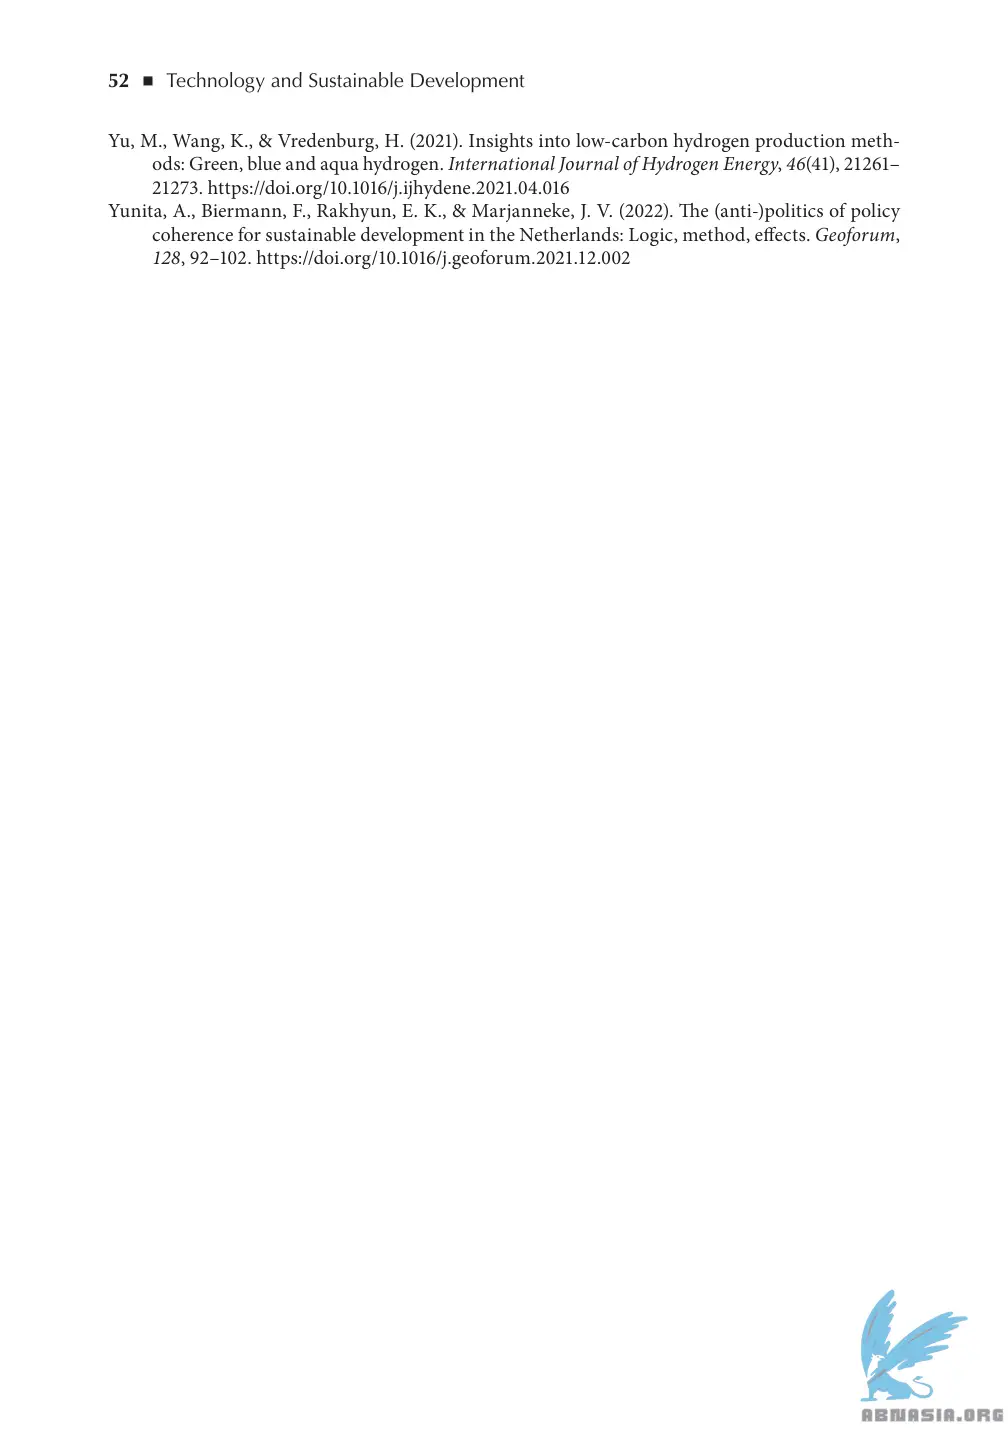 52 ■ Technology and Sustainable Development
Yu, M., Wang, K., & Vredenburg, H. (2021). Insights into low-carbon hydrogen production meth-
ods: Green, blue and aqua hydrogen. International Journal of Hydrogen Energy, 46(41), 21261–
21273. https://doi.org/10.1016/j.ijhydene.2021.04.016
Yunita, A., Biermann, F., Rakhyun, E. K., & Marjanneke, J. V. (2022). The (anti-)politics of policy
coherence for sustainable development in the Netherlands: Logic, method, effects. Geoforum,
128, 92–102. https://doi.org/10.1016/j.geoforum.2021.12.002
ABNASIA.ORG